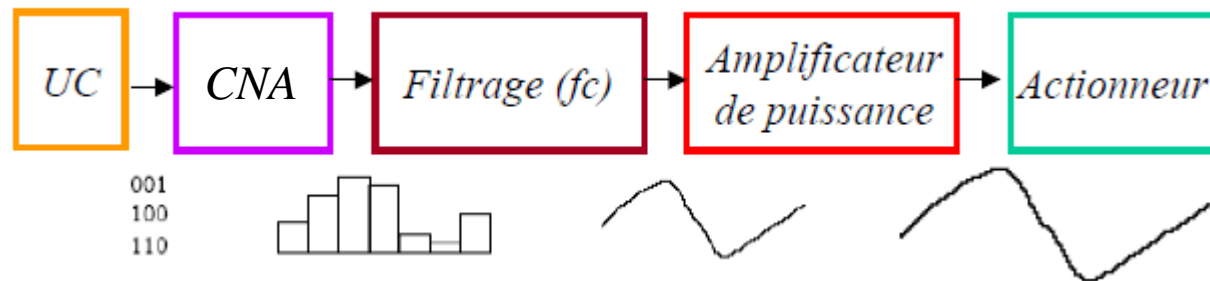 UC
CNA
Filtrage (fc)
Amplificateur
de puissance
Actionneur
001
100
110